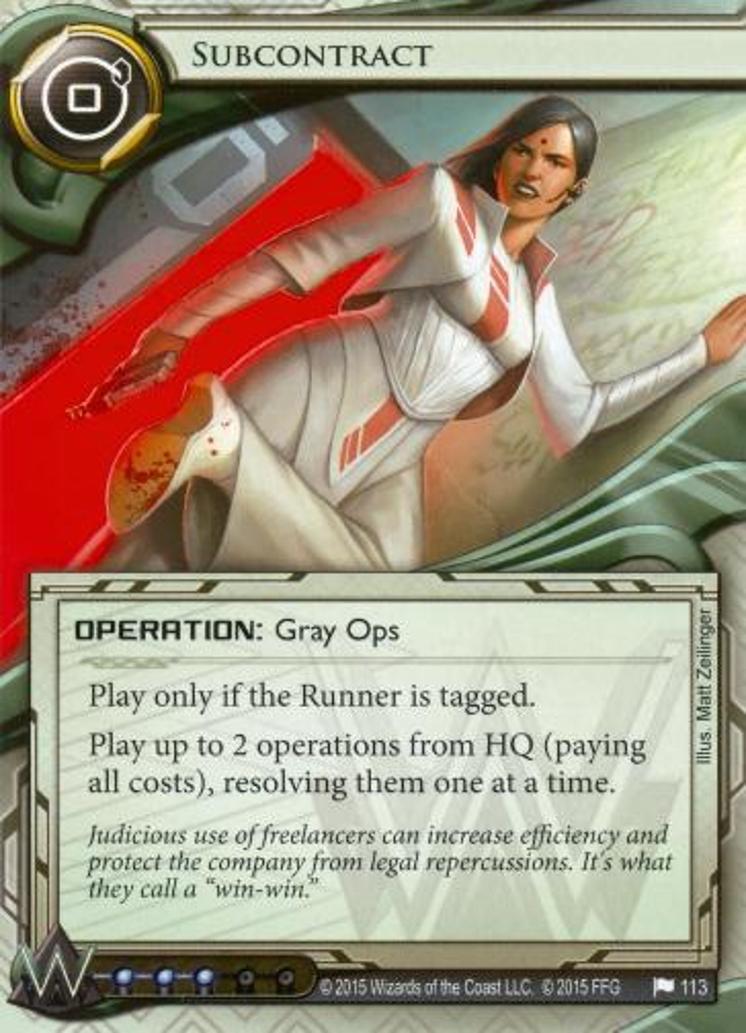 SUBCONTRACT
OPERATION: Gray Ops
Play only if the Runner is tagged.
Play up to 2 operations from HQ (paying
all costs), resolving them one at a time.
Judicious use of freelancers can increase efficiency and
protect the company from legal repercussions. It's what
they call a “win-win.”
Illus. Matt Zeilinger
© 2015 Wizards of the Coast LLC. © 2015 FFG
113